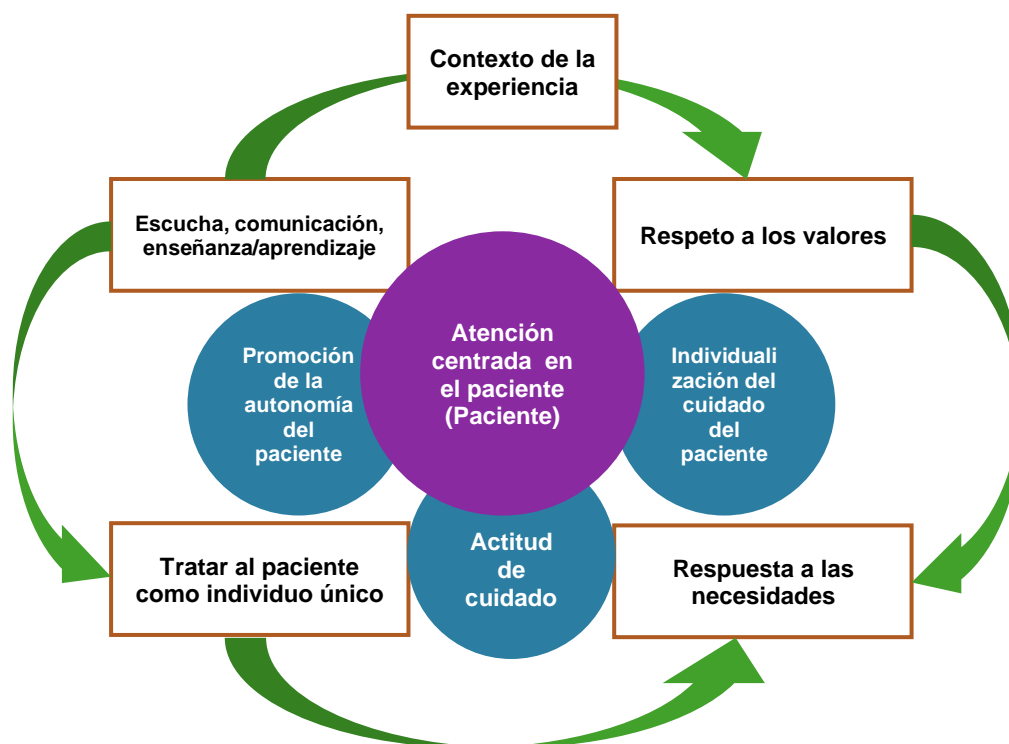 Contexto de la
experiencia
Escucha, comunicación,
enseñanza/aprendizaje
Respeto a los valores
Atención
centrada en
el paciente
(Paciente)
Promoción
de la
autonomía
del
paciente
Individuali
zación del
cuidado
del
paciente
Actitud
de
cuidado
Tratar al paciente
como individuo único
Respuesta a las
necesidades